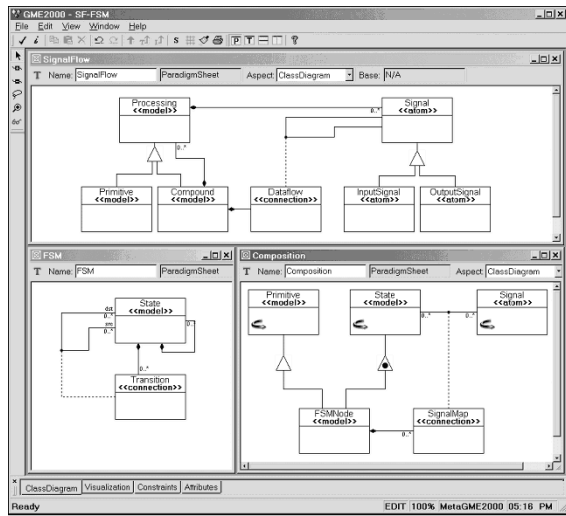 GME2000 - SF-FSM
File Edit View Window Help
SignalFlow
T Name: SignalFlow ParadigmSheet Aspect: ClassDiagram Base: N/A
Processing
<<model>>
Signal
<<atom>>
0..*
0..*
Primitive
<<model>>
Compound
<<model>>
Dataflow
<<connection>>
InputSignal
<<atom>>
OutputSignal
<<atom>>
FSM
T Name: FSM ParadigmSheet
State
<<model>>
dst
0..*
src
0..*
0..*
0..*
Transition
<<connection>>
Composition
T Name: Composition ParadigmSheet Aspect: ClassDiagram
Primitive
<<model>>
State
<<model>>
Signal
<<atom>>
0..*
0..*
FSMNode
<<model>>
SignalMap
<<connection>>
0..*
ClassDiagram Visualization Constraints Attributes
Ready EDIT 100% MetaGME2000 05:16 PM